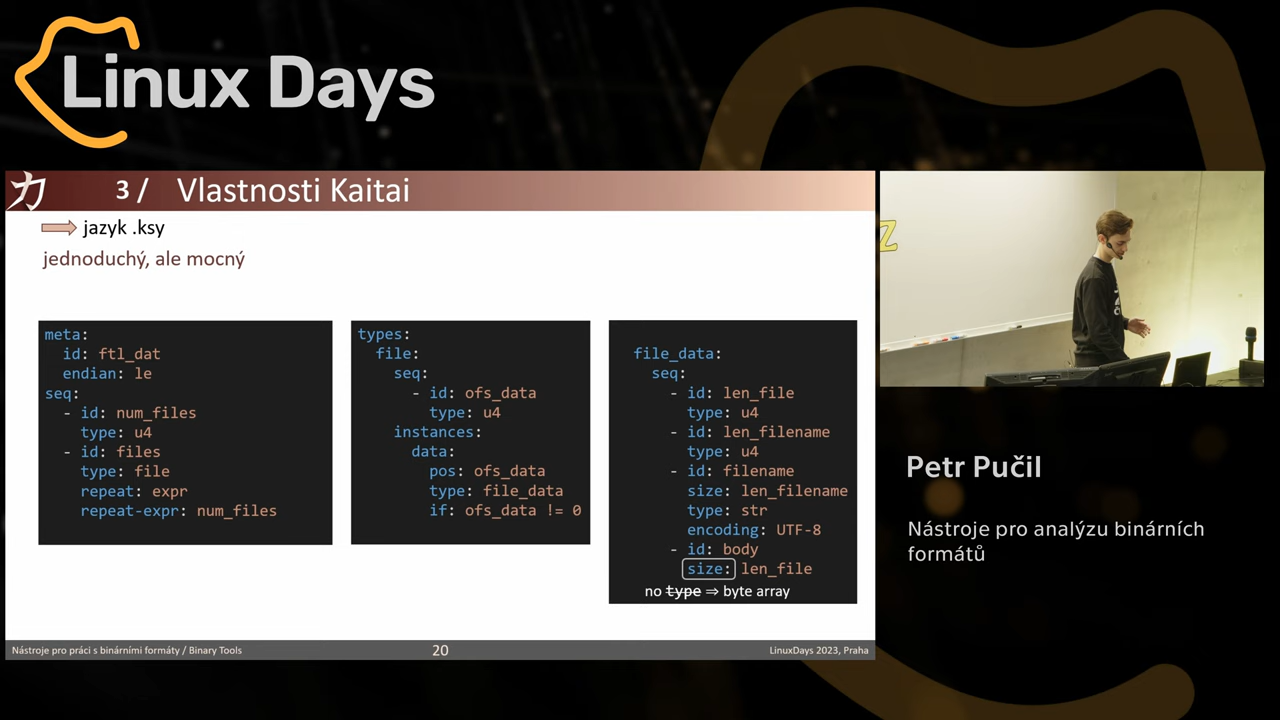 Linux Days
力 3 / Vlastnosti Kaitai
jazyk .ksy
jednoduchý, ale mocný
meta:
id: ftl_dat
endian: le
seq:
- id: num_files
type: u4
- id: files
type: file
repeat: expr
repeat-expr: num_files
types:
file:
seq:
- id: ofs_data
type: u4
instances:
data:
pos: ofs_data
type: file_data
if: ofs_data != 0
file_data:
seq:
- id: len_file
type: u4
- id: len_filename
type: u4
- id: filename
size: len_filename
type: str
encoding: UTF-8
- id: body
size: len_file
no type ⇒ byte array
Nástroje pro práci s binárními formáty / Binary Tools
20
LinuxDays 2023, Praha
Z
Petr Pučil
Nástroje pro analýzu binárních
formátů